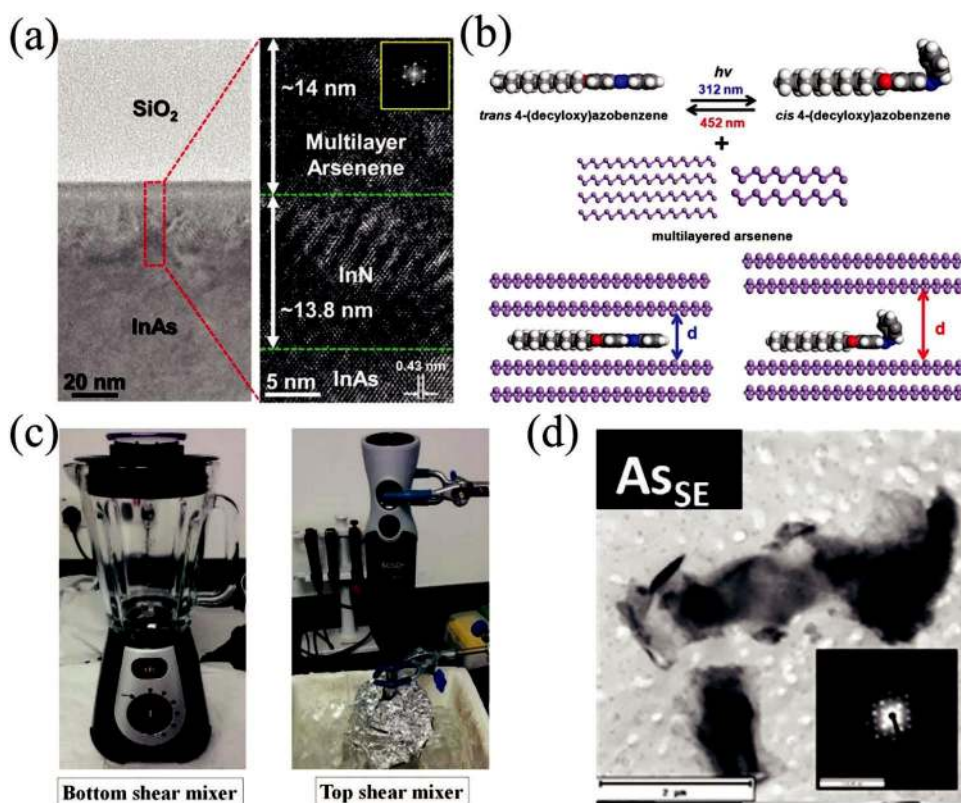 (a)
SiO2
InAs
20 nm
~14 nm
Multilayer
Arsenene
InN
~13.8 nm
InAs
5 nm
0.43 nm
(b)
hv
312 nm
452 nm
trans 4-(decyloxy)azobenzene
cis 4-(decyloxy)azobenzene
+
multilayered arsenene
d
d
(c)
Bottom shear mixer
Top shear mixer
(d)
AsSE
2 μm